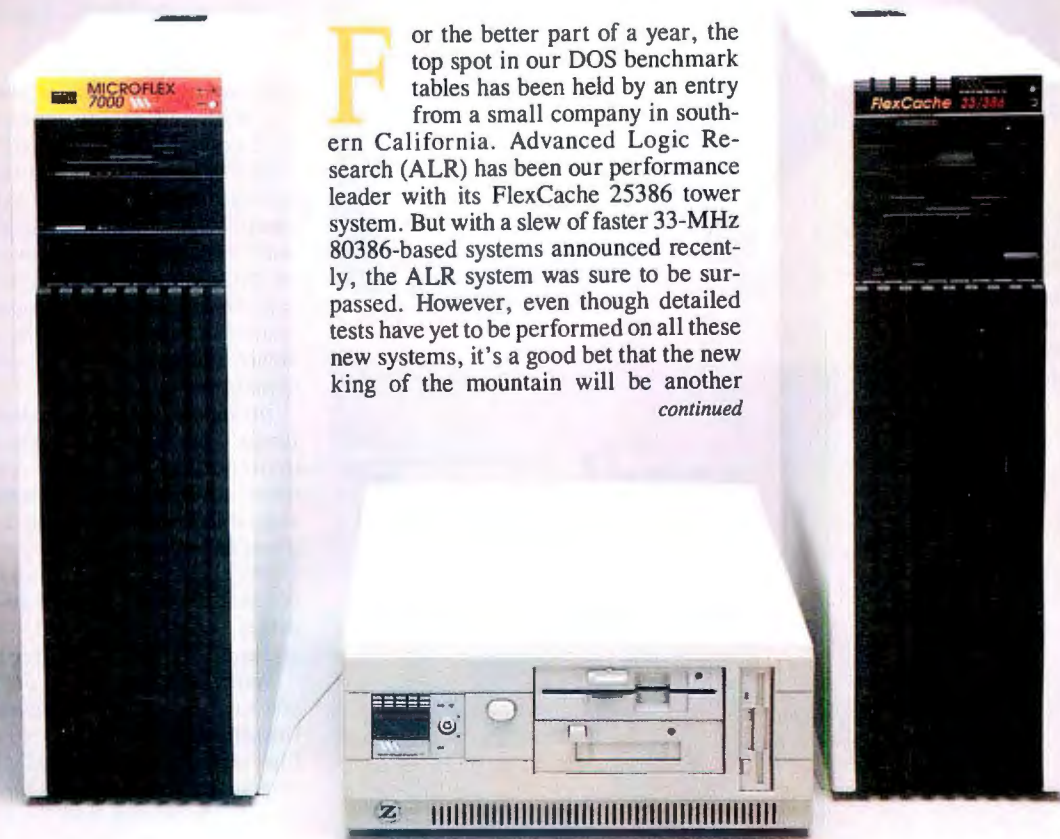 MICROFLEX
7000
For the better part of a year, the
top spot in our DOS benchmark
tables has been held by an entry
from a small company in south-
ern California. Advanced Logic Re-
search (ALR) has been our performance
leader with its FlexCache 25386 tower
system. But with a slew of faster 33-MHz
80386-based systems announced recent-
ly, the ALR system was sure to be sur-
passed. However, even though detailed
tests have yet to be performed on all these
new systems, it's a good bet that the new
king of the mountain will be another
continued
FlexCache 33/386
Z